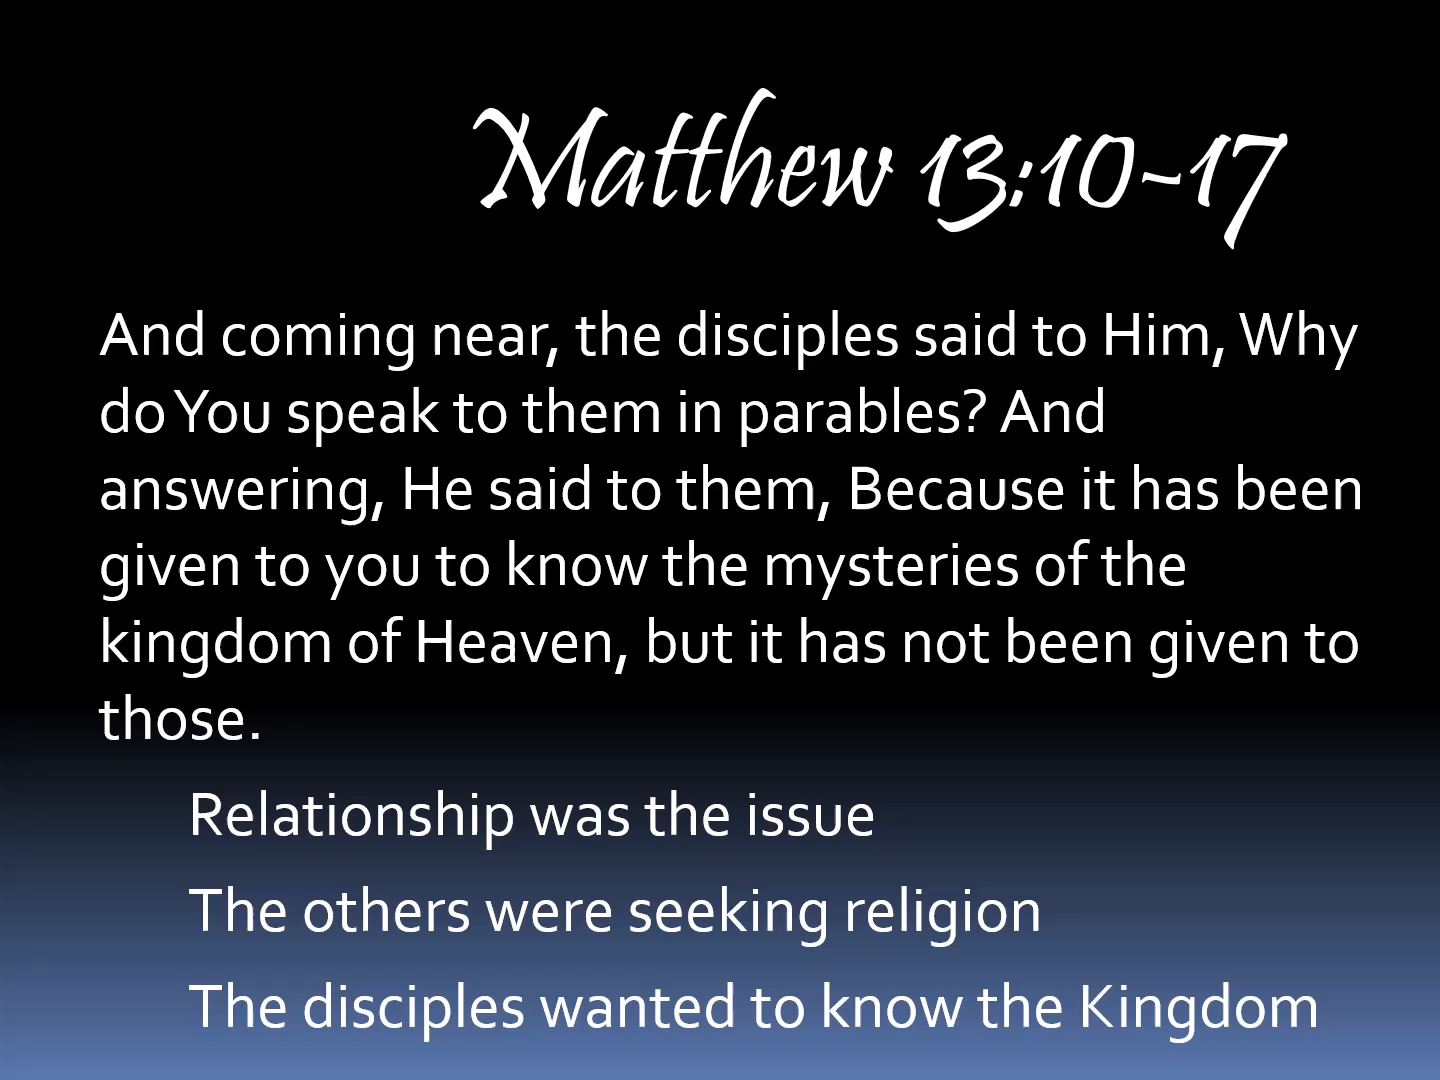 Matthew 13:10-17
And coming near, the disciples said to Him, Why
do You speak to them in parables? And
answering, He said to them, Because it has been
given to you to know the mysteries of the
kingdom of Heaven, but it has not been given to
those.
Relationship was the issue
The others were seeking religion
The disciples wanted to know the Kingdom